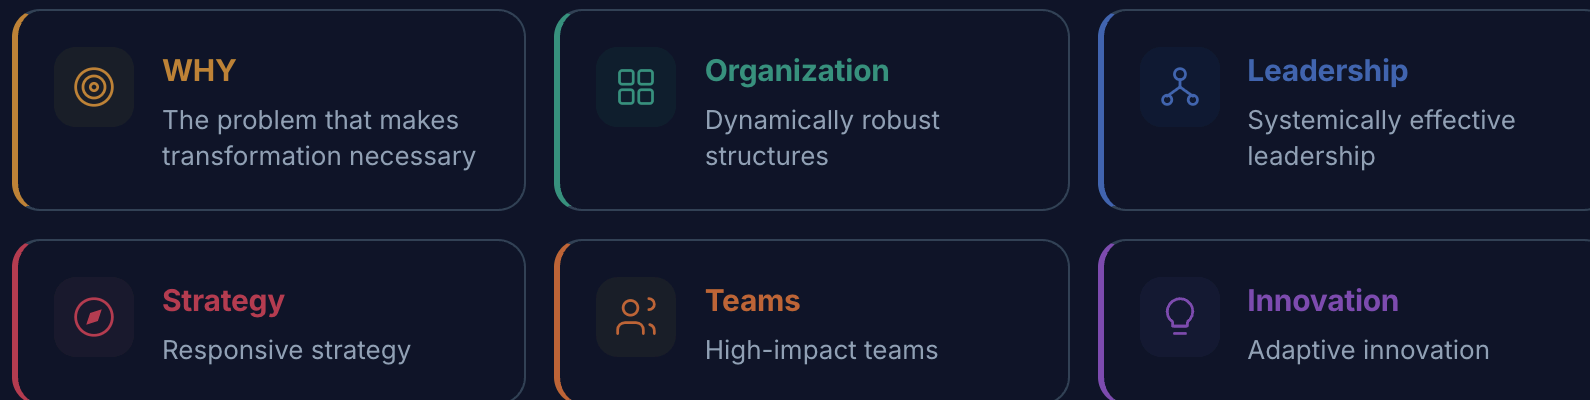 WHY
The problem that makes
transformation necessary
Organization
Dynamically robust
structures
Leadership
Systemically effective
leadership
Strategy
Responsive strategy
Teams
High-impact teams
Innovation
Adaptive innovation